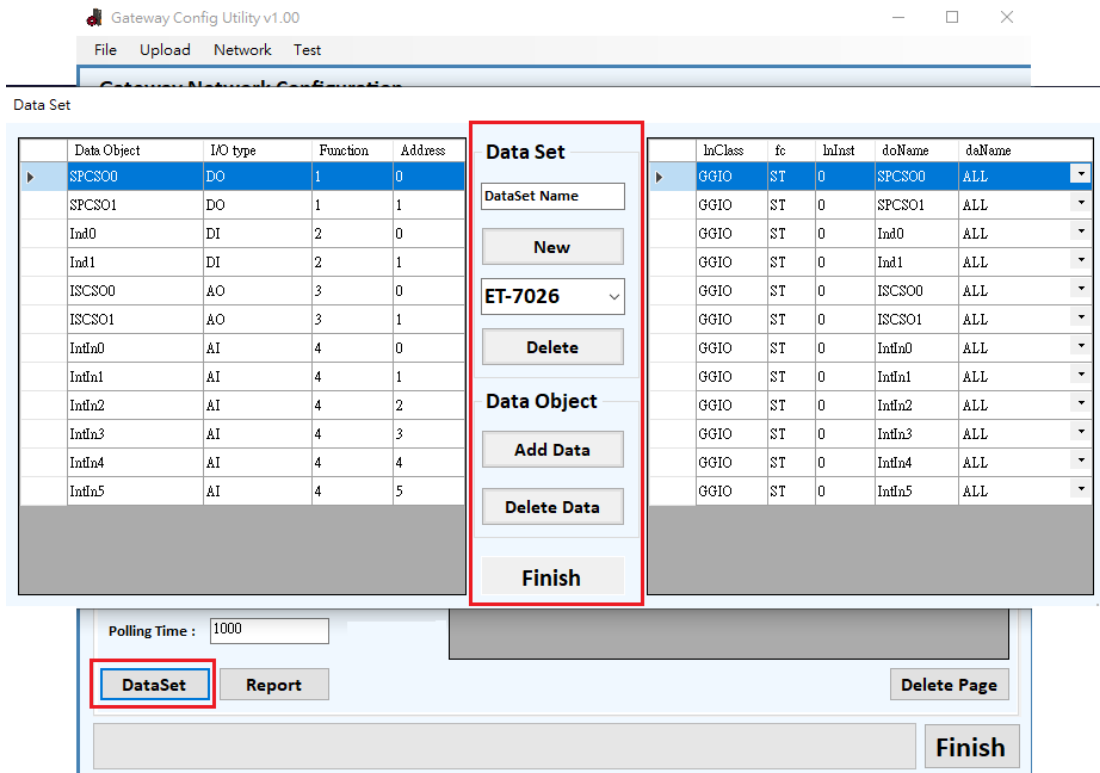 Gateway Config Utility v1.00
File Upload Network Test
Gateway Network Configuration
Data Set
Data Object I/O type Function Address
SPCSO0 DO 1 0
SPCSO1 DO 1 1
Ind0 DI 2 0
Ind1 DI 2 1
ISCSO0 AO 3 0
ISCSO1 AO 3 1
IntIn0 AI 4 0
IntIn1 AI 4 1
IntIn2 AI 4 2
IntIn3 AI 4 3
IntIn4 AI 4 4
IntIn5 AI 4 5
Data Set
DataSet Name
New
ET-7026
Delete
Data Object
Add Data
Delete Data
Finish
lnClass fc lnInst doName daName
GGIO ST 0 SPCSO0 ALL
GGIO ST 0 SPCSO1 ALL
GGIO ST 0 Ind0 ALL
GGIO ST 0 Ind1 ALL
GGIO ST 0 ISCSO0 ALL
GGIO ST 0 ISCSO1 ALL
GGIO ST 0 IntIn0 ALL
GGIO ST 0 IntIn1 ALL
GGIO ST 0 IntIn2 ALL
GGIO ST 0 IntIn3 ALL
GGIO ST 0 IntIn4 ALL
GGIO ST 0 IntIn5 ALL
Polling Time : 1000
DataSet Report Delete Page
Finish